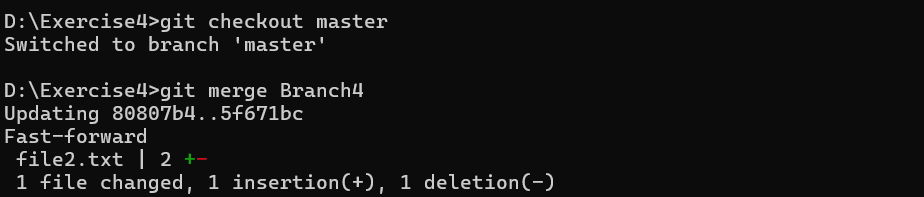 D:\Exercise4>git checkout master
Switched to branch 'master'
D:\Exercise4>git merge Branch4
Updating 80807b4..5f671bc
Fast-forward
 file2.txt | 2 +-
 1 file changed, 1 insertion(+), 1 deletion(-)